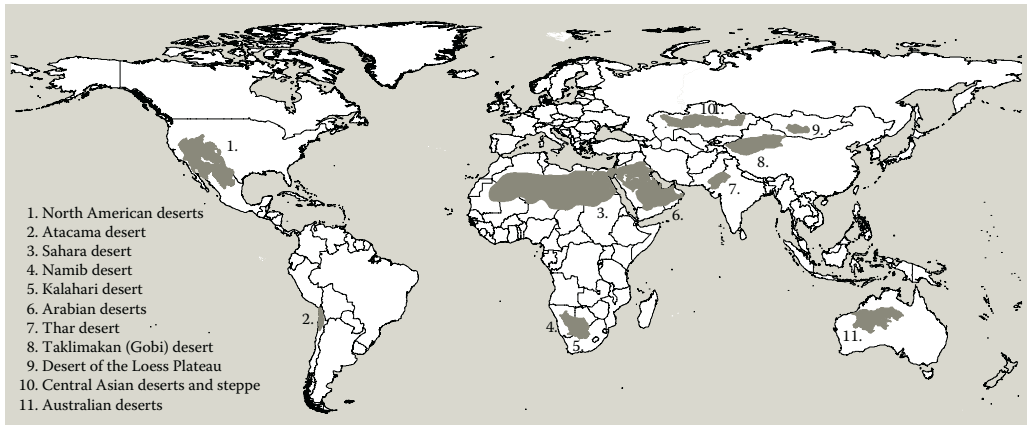 1.
10.
9.
8.
7.
3.
6.
2.
4.
5.
11.
1. North American deserts
2. Atacama desert
3. Sahara desert
4. Namib desert
5. Kalahari desert
6. Arabian deserts
7. Thar desert
8. Taklimakan (Gobi) desert
9. Desert of the Loess Plateau
10. Central Asian deserts and steppe
11. Australian deserts